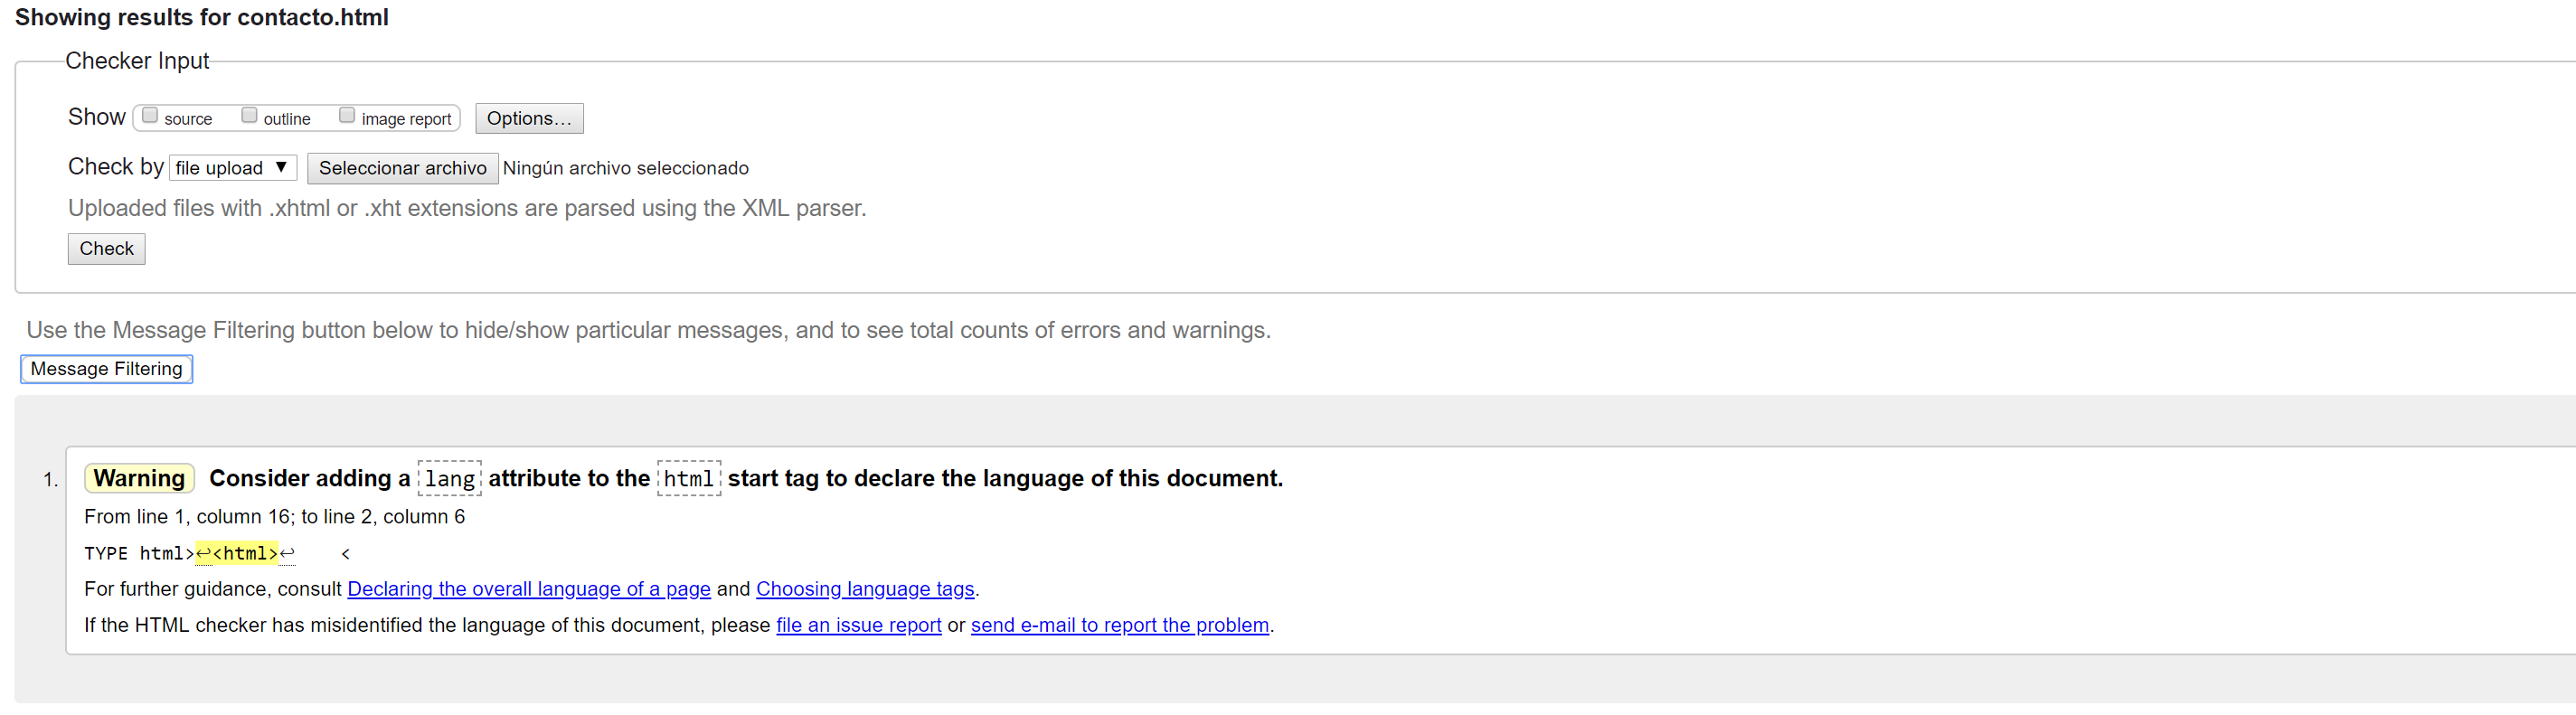 Showing results for contacto.html
Checker Input
Show source outline image report Options...
Check by file upload ▼ Seleccionar archivo Ningún archivo seleccionado
Uploaded files with .xhtml or .xht extensions are parsed using the XML parser.
Check
Use the Message Filtering button below to hide/show particular messages, and to see total counts of errors and warnings.
Message Filtering
1. Warning Consider adding a lang attribute to the html start tag to declare the language of this document.
From line 1, column 16; to line 2, column 6
TYPE html>↩<html>↩    <
For further guidance, consult Declaring the overall language of a page and Choosing language tags.
If the HTML checker has misidentified the language of this document, please file an issue report or send e-mail to report the problem.